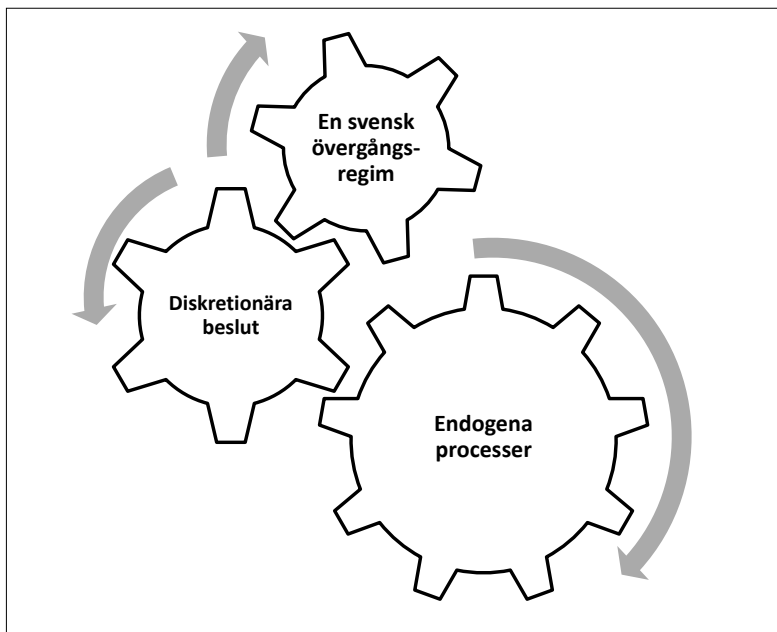 En svensk
övergångs-
regim
Diskretionära
beslut
Endogena
processer